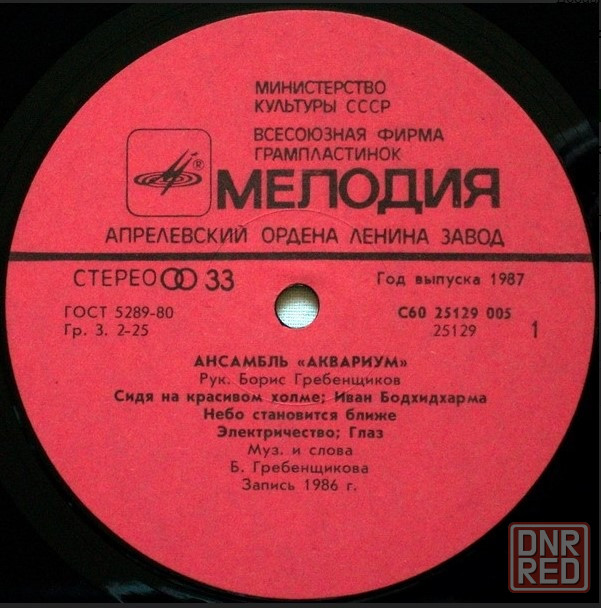 МИНИСТЕРСТВО
КУЛЬТУРЫ СССР
ВСЕСОЮЗНАЯ ФИРМА
ГРАМПЛАСТИНОК
®
МЕЛОДИЯ
АПРЕЛЕВСКИЙ ОРДЕНА ЛЕНИНА ЗАВОД
СТЕРЕО 33
Год выпуска 1987
ГОСТ 5289-80
Гр. 3. 2-25
С60 25129 005
25129 1
АНСАМБЛЬ «АКВАРИУМ»
Рук. Борис Гребенщиков
Сидя на красивом холме; Иван Бодхидхарма
Небо становится ближе
Электричество; Глаз
Муз. и слова
Б. Гребенщикова
Запись 1986 г.
DNR
RED